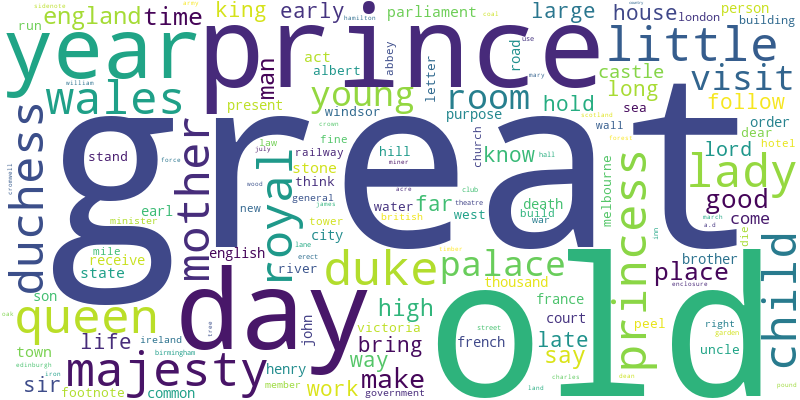 great
old
prince
day
year
little
queen
majesty
duke
palace
wales
royal
mother
duchess
princess
child
lady
young
room
visit
england
time
king
early
parliament
large
house
london
person
building
sidenote
army
coal
country
run
man
act
albert
abbey
letter
road
use
castle
long
hold
follow
hamilton
william
present
windsor
purpose
mary
sea
scotland
order
dear
hotel
crown
law
july
fine
church
wall
forest
lord
stand
force
railway
hill
miner
know
hall
good
come
cromwell
stone
think
wood
general
acre
club
theatre
death
james
water
british
far
west
build
war
melbourne
march
a.d
die
inn
earl
minister
new
tower
city
lane
erect
mile
receive
english
river
state
timber
thousand
place
brother
enclosure
son
high
france
john
tree
victoria
street
court
peel
right
garden
uncle
oak
town
life
ireland
birmingham
bring
french
late
say
edinburgh
iron
henry
way
sir
footnote
common
member
work
make
government
land
charles
dean
pound